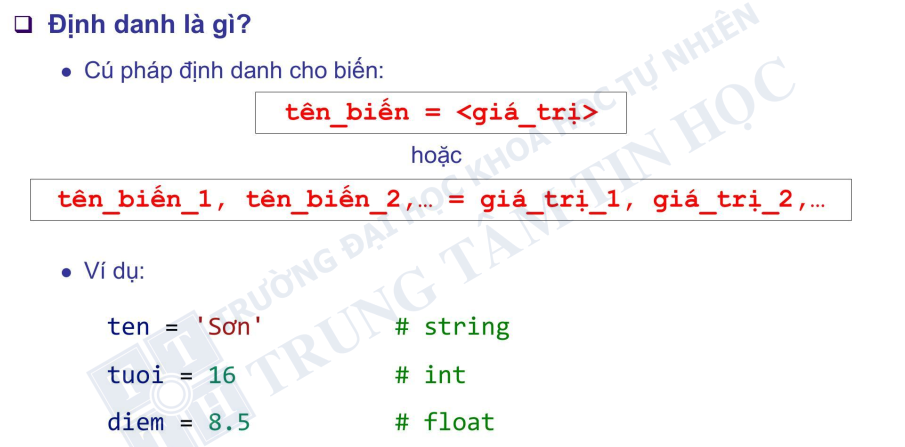 Định danh là gì?
Cú pháp định danh cho biến:
tên_biến = <giá_trị>
hoặc
tên_biến_1, tên_biến_2,… = giá_trị_1, giá_trị_2,…
Ví dụ:
ten = 'Sơn' # string
tuoi = 16 # int
diem = 8.5 # float
TRƯỜNG ĐẠI HỌC KHOA HỌC TỰ NHIÊN
TRUNG TÂM TIN HỌC